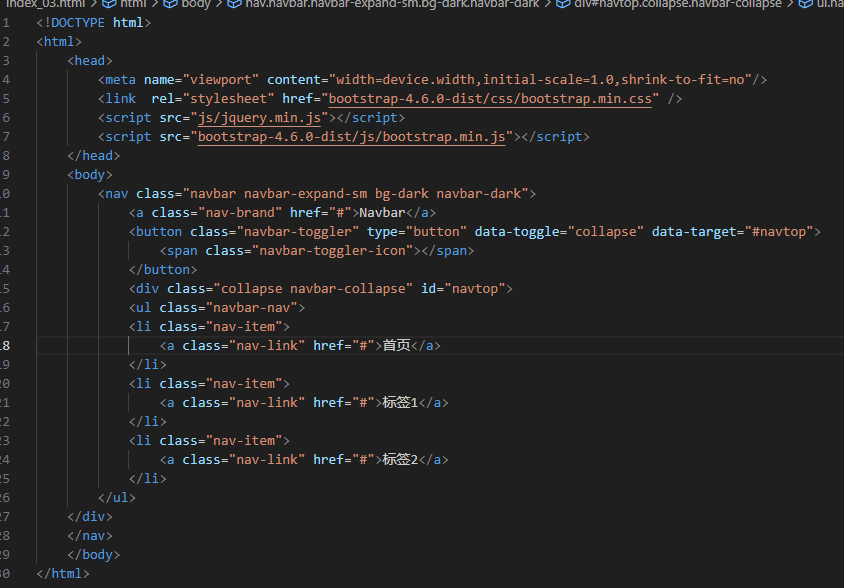 index_03.html > html > body > nav.navbar.navbar-expand-sm.bg-dark.navbar-dark > div#navtop.collapse.navbar-collapse >
1 <!DOCTYPE html>
2 <html>
3 <head>
4 <meta name="viewport" content="width=device.width,initial-scale=1.0,shrink-to-fit=no"/>
5 <link  rel="stylesheet" href="bootstrap-4.6.0-dist/css/bootstrap.min.css" />
6 <script src="js/jquery.min.js"></script>
7 <script src="bootstrap-4.6.0-dist/js/bootstrap.min.js"></script>
8 </head>
9 <body>
10 <nav class="navbar navbar-expand-sm bg-dark navbar-dark">
11 <a class="nav-brand" href="#">Navbar</a>
12 <button class="navbar-toggler" type="button" data-toggle="collapse" data-target="#navtop">
13 <span class="navbar-toggler-icon"></span>
14 </button>
15 <div class="collapse navbar-collapse" id="navtop">
16 <ul class="navbar-nav">
17 <li class="nav-item">
18 <a class="nav-link" href="#">首页</a>
19 </li>
20 <li class="nav-item">
21 <a class="nav-link" href="#">标签1</a>
22 </li>
23 <li class="nav-item">
24 <a class="nav-link" href="#">标签2</a>
25 </li>
26 </ul>
27 </div>
28 </nav>
29 </body>
30 </html>